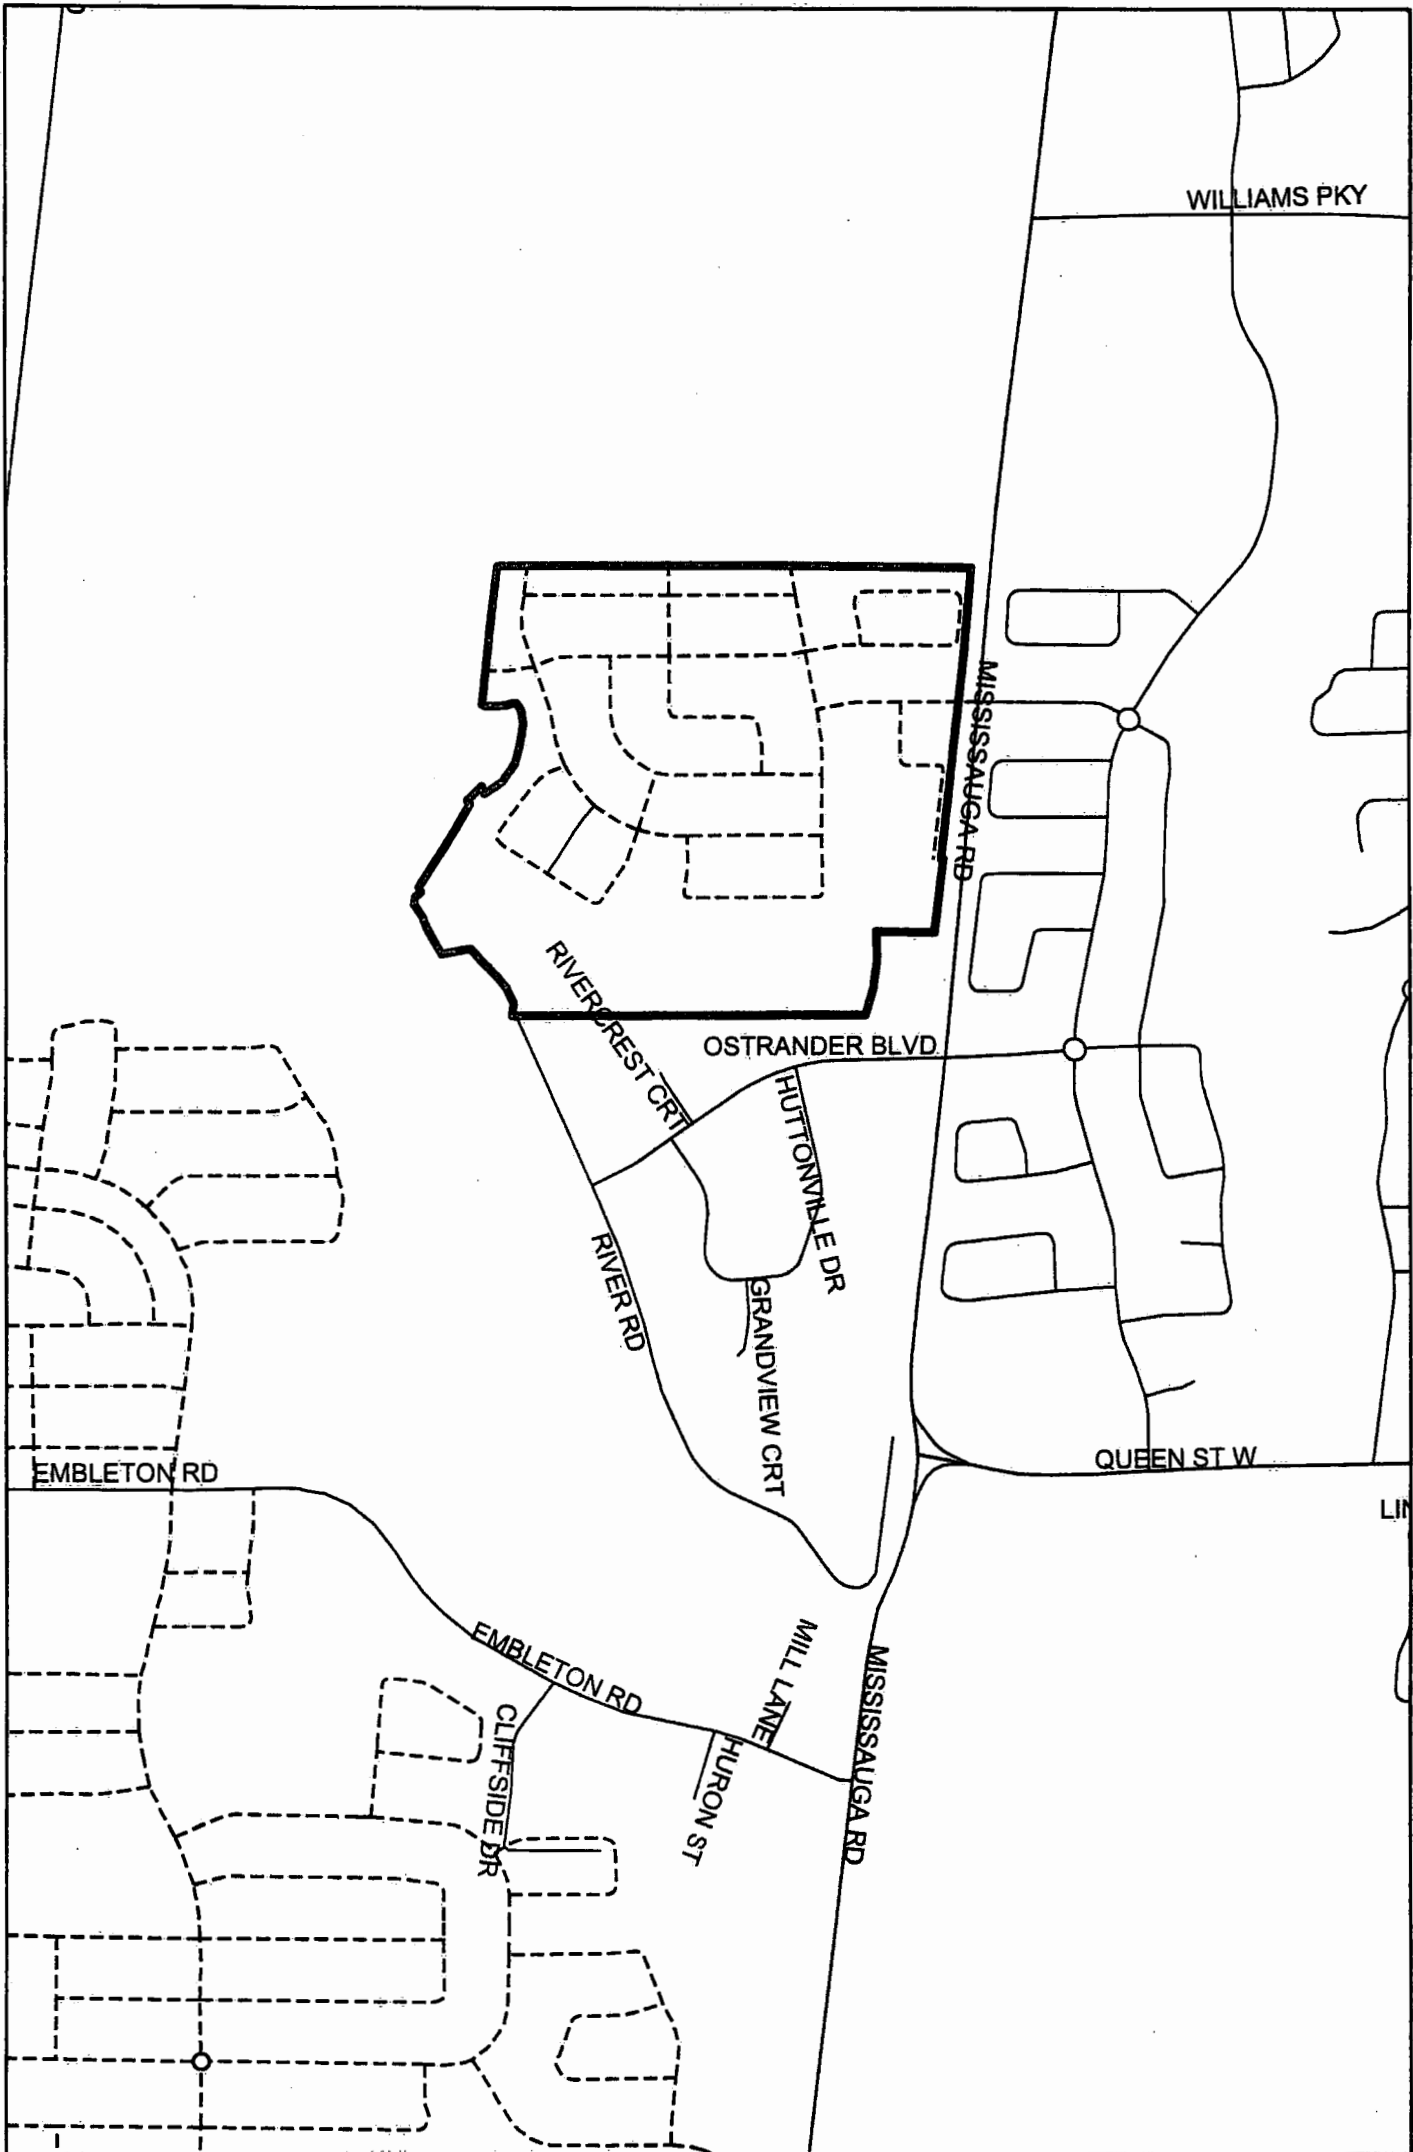 WILLIAMS PKY
MISSISSAUGA RD
RIVERCREST CRT
OSTRANDER BLVD
HUTTONVILLE DR
RIVER RD
GRANDVIEW CRT
QUEEN ST W
EMBLETON RD
LIN
EMBLETON RD
MILL LANE
MISSISSAUGA RD
CLIFFSIDE DR
HURON ST